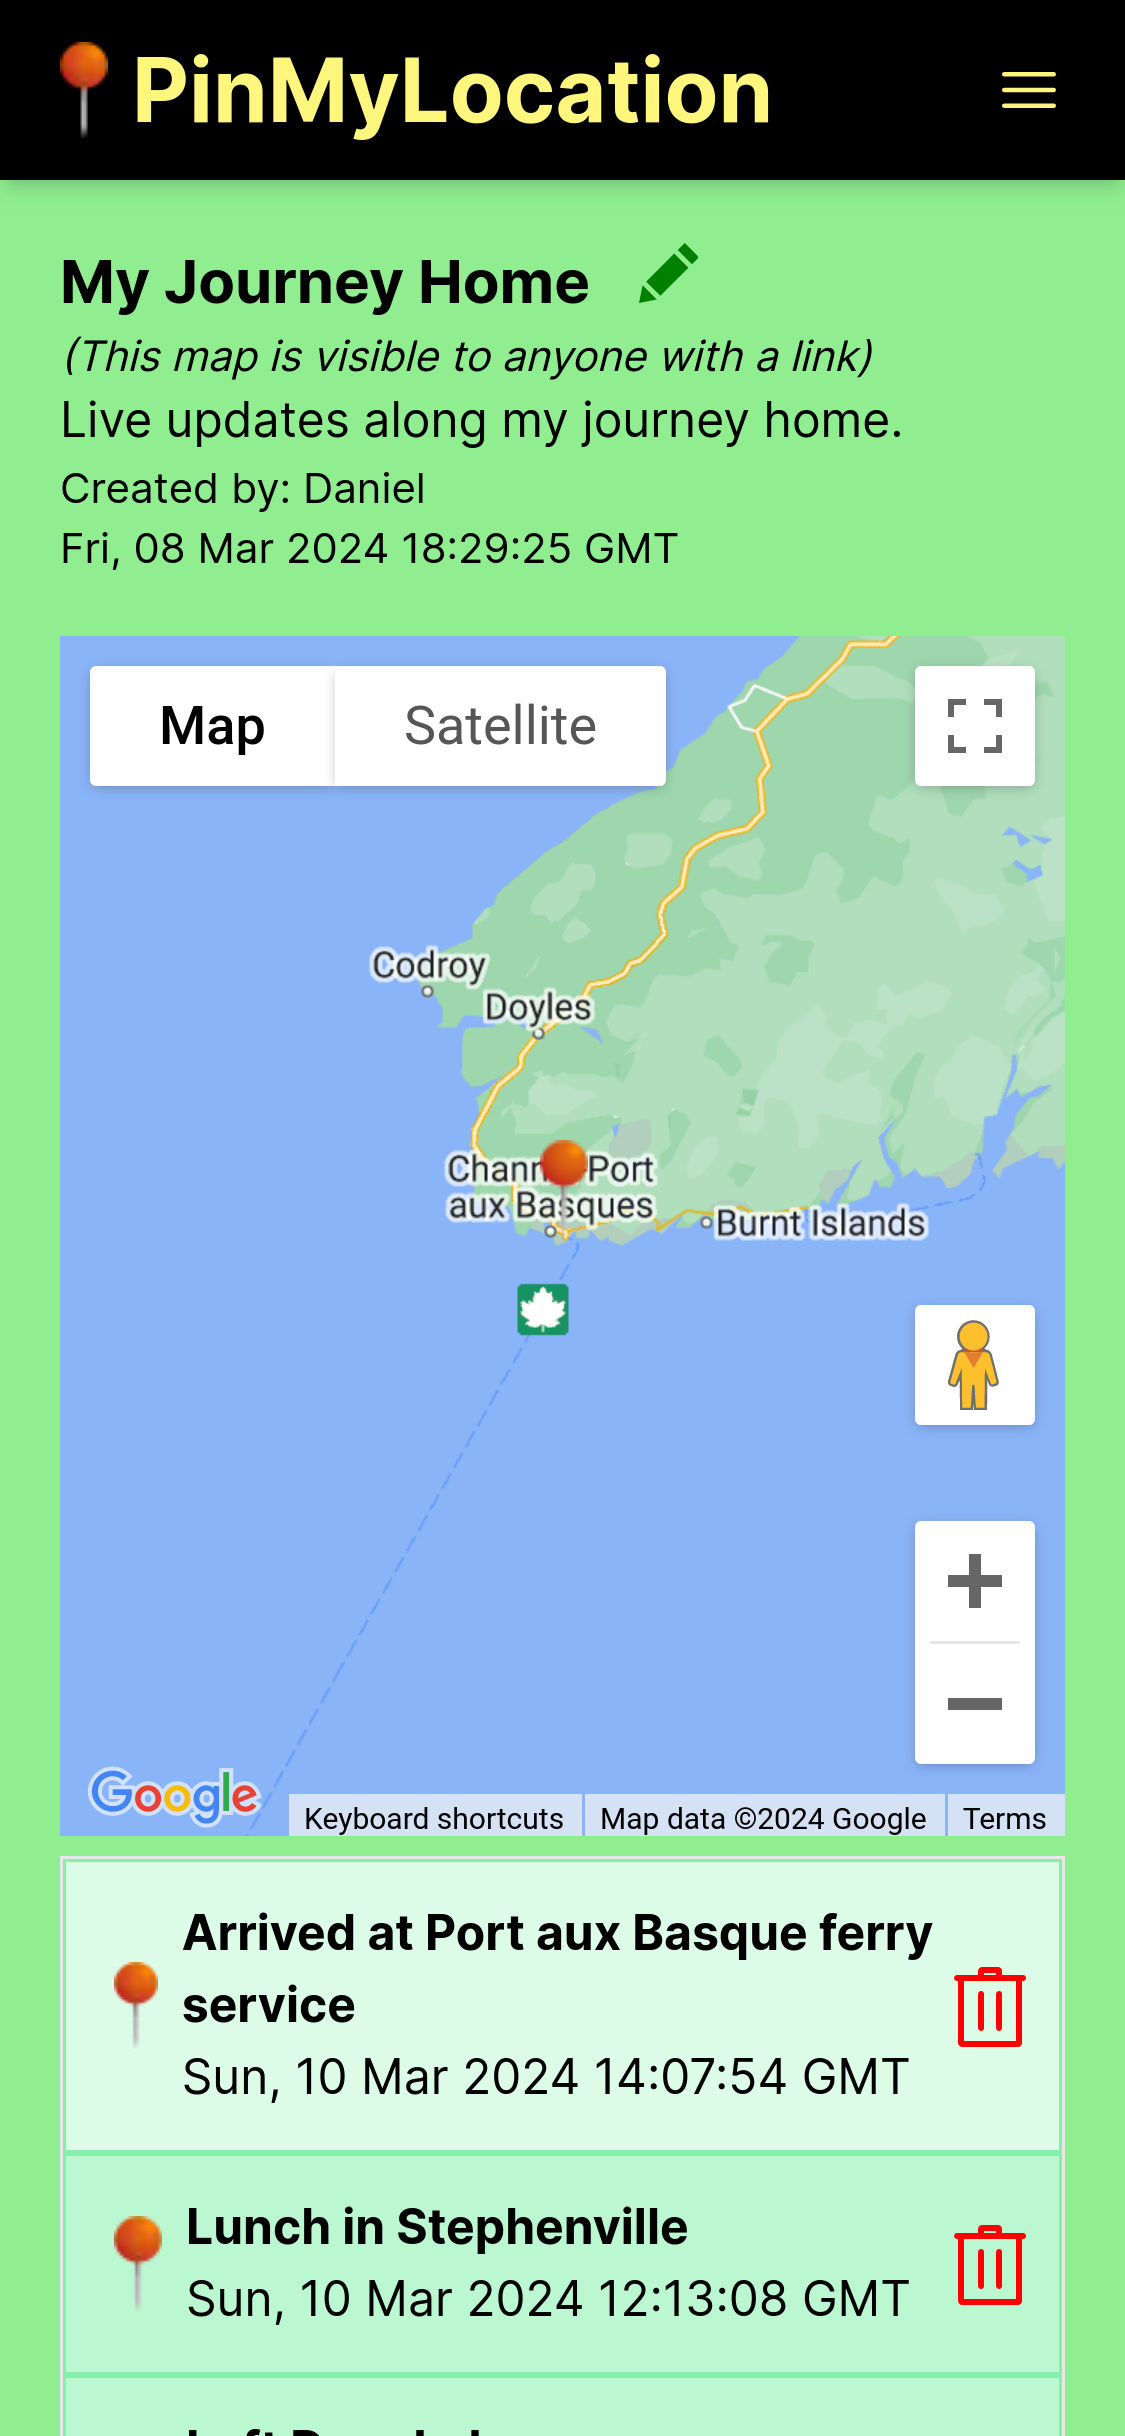 PinMyLocation
My Journey Home
(This map is visible to anyone with a link)
Live updates along my journey home.
Created by: Daniel
Fri, 08 Mar 2024 18:29:25 GMT
Map Satellite
Codroy
Doyles
Port
aux Basques
Burnt Islands
Google
Keyboard shortcuts
Map data ©2024 Google
Terms
Arrived at Port aux Basque ferry
service
Sun, 10 Mar 2024 14:07:54 GMT
Lunch in Stephenville
Sun, 10 Mar 2024 12:13:08 GMT